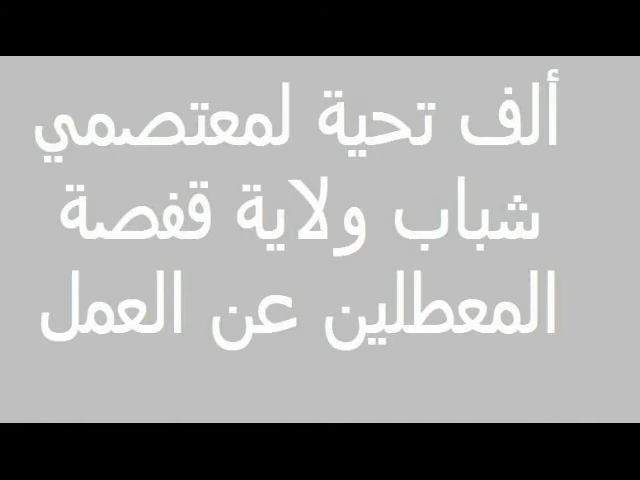 ألف تحية لمعتصمي
شباب ولاية قفصة
المعطلين عن العمل